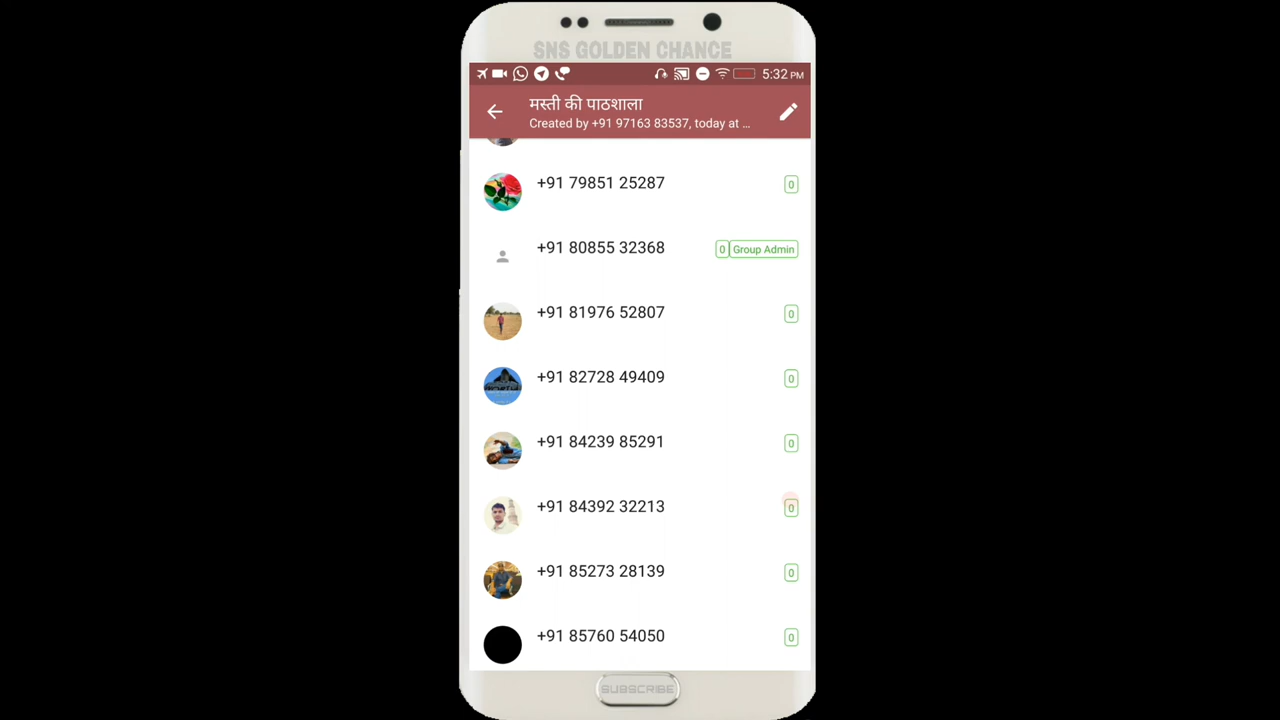 SNS GOLDEN CHANCE
5:32 PM
मस्ती की पाठशाला
Created by +91 97163 83537, today at ...
+91 79851 25287 0
+91 80855 32368 0 Group Admin
+91 81976 52807 0
+91 82728 49409 0
+91 84239 85291 0
+91 84392 32213 0
+91 85273 28139 0
+91 85760 54050 0
SUBSCRIBE